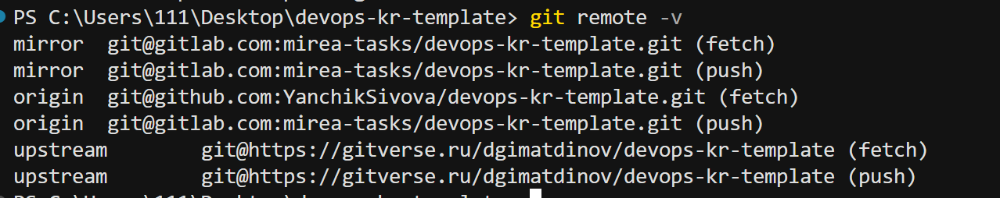 PS C:\Users\111\Desktop\devops-kr-template> git remote -v
mirror  git@gitlab.com:mirea-tasks/devops-kr-template.git (fetch)
mirror  git@gitlab.com:mirea-tasks/devops-kr-template.git (push)
origin  git@github.com:YanchikSivova/devops-kr-template.git (fetch)
origin  git@gitlab.com:mirea-tasks/devops-kr-template.git (push)
upstream        git@https://gitverse.ru/dgimatdinov/devops-kr-template (fetch)
upstream        git@https://gitverse.ru/dgimatdinov/devops-kr-template (push)